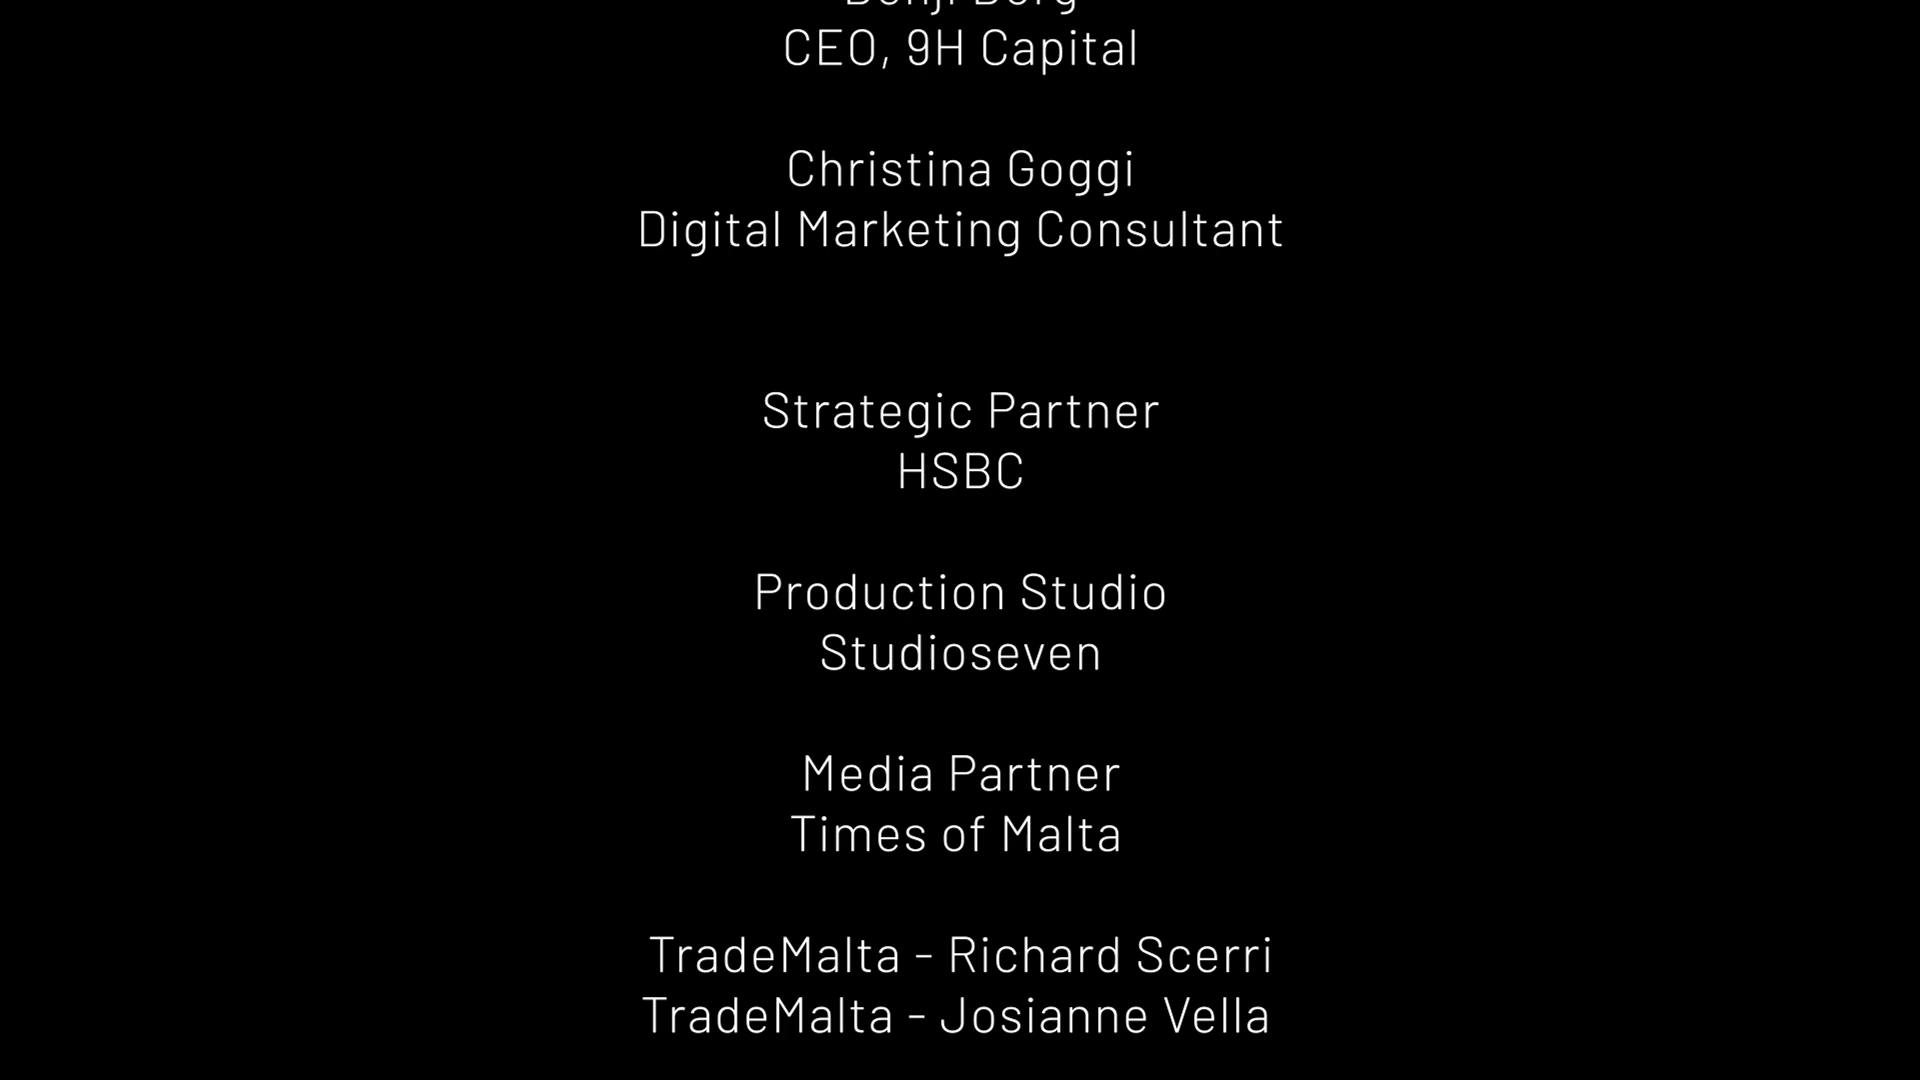 CEO, 9H Capital
Christina Goggi
Digital Marketing Consultant
Strategic Partner
HSBC
Production Studio
Studioseven
Media Partner
Times of Malta
TradeMalta - Richard Scerri
TradeMalta - Josianne Vella